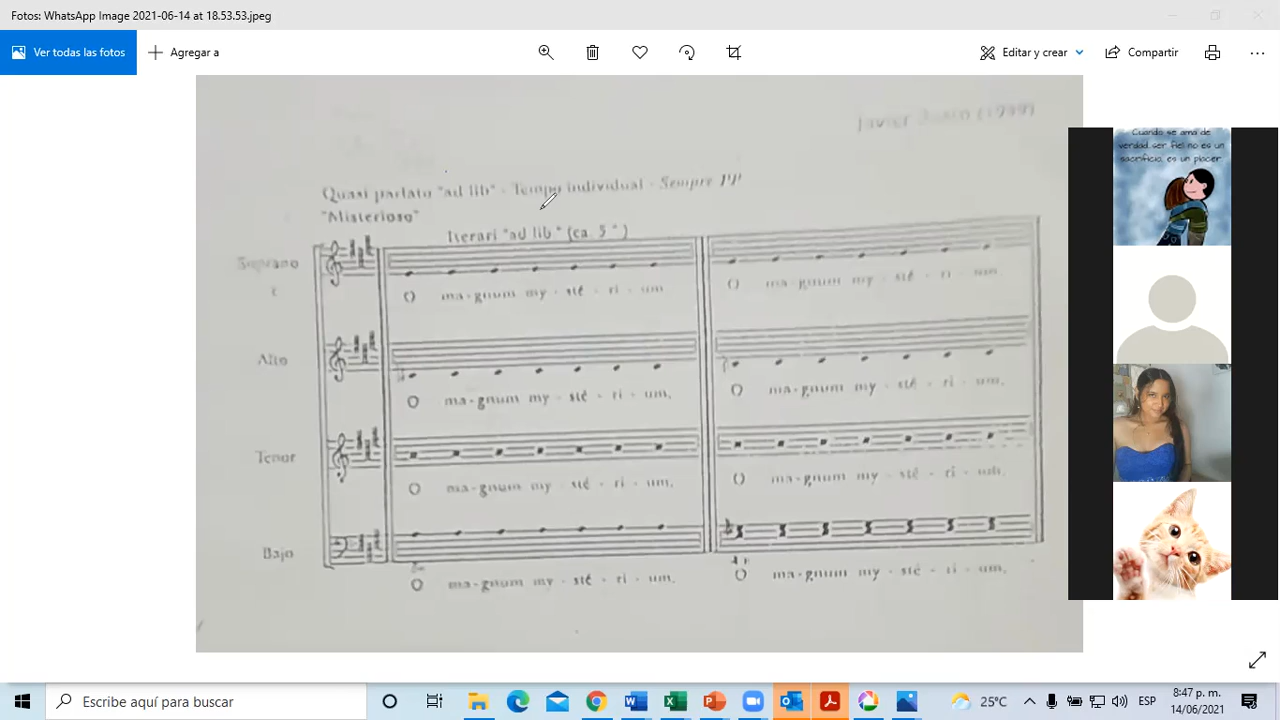 Fotos: WhatsApp Image 2021-06-14 at 18.53.53.jpeg
Ver todas las fotos
Agregar a
Editar y crear
Compartir
Javier (1999)
Quasi parlato "ad lib" - Tempo individual - Sempre pp
"Misterioso"
Iterari "ad lib" (ca. 5")
Soprano
O ma-gnum my-sté-ri-um
O ma-gnum my-sté-ri-um
Alto
O ma-gnum my-sté-ri-um,
O ma-gnum my-sté-ri-um,
Tenor
O ma-gnum my-sté-ri-um,
O ma-gnum my-sté-ri-um,
Bajo
O ma-gnum my-sté-ri-um,
O ma-gnum my-sté-ri-um,
Cuando se ama de
verdad, ser fiel no es un
sacrificio, es un placer
Escribe aquí para buscar
25°C
ESP
8:47 p. m.
14/06/2021